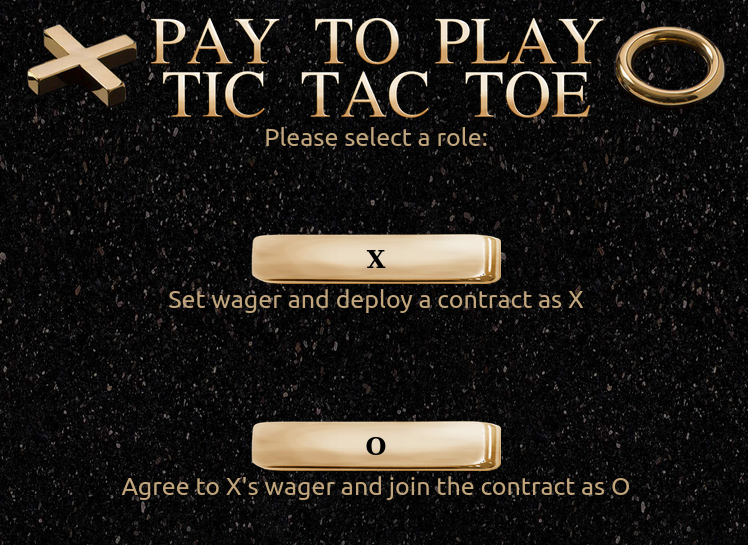 PAY TO PLAY
TIC TAC TOE
Please select a role:
X
Set wager and deploy a contract as X
O
Agree to X's wager and join the contract as O